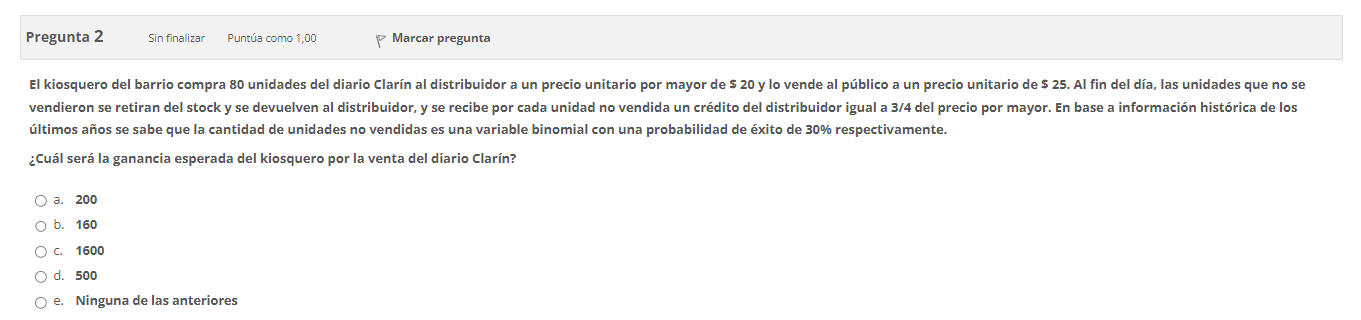 Pregunta 2 Sin finalizar Puntúa como 1,00 Marcar pregunta
El kiosquero del barrio compra 80 unidades del diario Clarín al distribuidor a un precio unitario por mayor de $ 20 y lo vende al público a un precio unitario de $ 25. Al fin del día, las unidades que no se
vendieron se retiran del stock y se devuelven al distribuidor, y se recibe por cada unidad no vendida un crédito del distribuidor igual a 3/4 del precio por mayor. En base a información histórica de los
últimos años se sabe que la cantidad de unidades no vendidas es una variable binomial con una probabilidad de éxito de 30% respectivamente.
¿Cuál será la ganancia esperada del kiosquero por la venta del diario Clarín?
a. 200
b. 160
c. 1600
d. 500
e. Ninguna de las anteriores